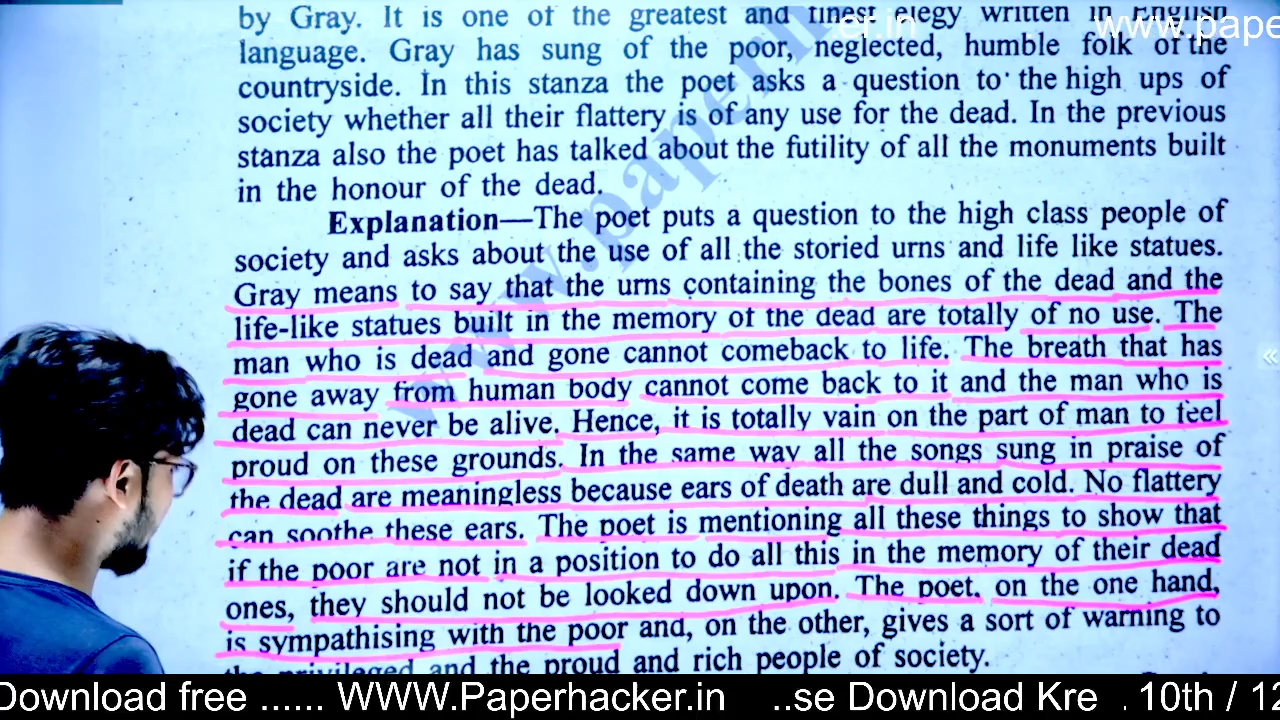 by Gray. It is one of the greatest and finest elegy written in English
language. Gray has sung of the poor, neglected, humble folk of the
countryside. In this stanza the poet asks a question to the high ups of
society whether all their flattery is of any use for the dead. In the previous
stanza also the poet has talked about the futility of all the monuments built
in the honour of the dead.
Explanation—The poet puts a question to the high class people of
society and asks about the use of all the storied urns and life like statues.
Gray means to say that the urns containing the bones of the dead and the
life-like statues built in the memory of the dead are totally of no use. The
man who is dead and gone cannot comeback to life. The breath that has
gone away from human body cannot come back to it and the man who is
dead can never be alive. Hence, it is totally vain on the part of man to feel
proud on these grounds. In the same way all the songs sung in praise of
the dead are meaningless because ears of death are dull and cold. No flattery
can soothe these ears. The poet is mentioning all these things to show that
if the poor are not in a position to do all this in the memory of their dead
ones, they should not be looked down upon. The poet, on the one hand,
is sympathising with the poor and, on the other, gives a sort of warning to
the privileged and the proud and rich people of society.
er.in
www.pape
www.paperh
Download free ...... WWW.Paperhacker.in ..se Download Kre . 10th / 12